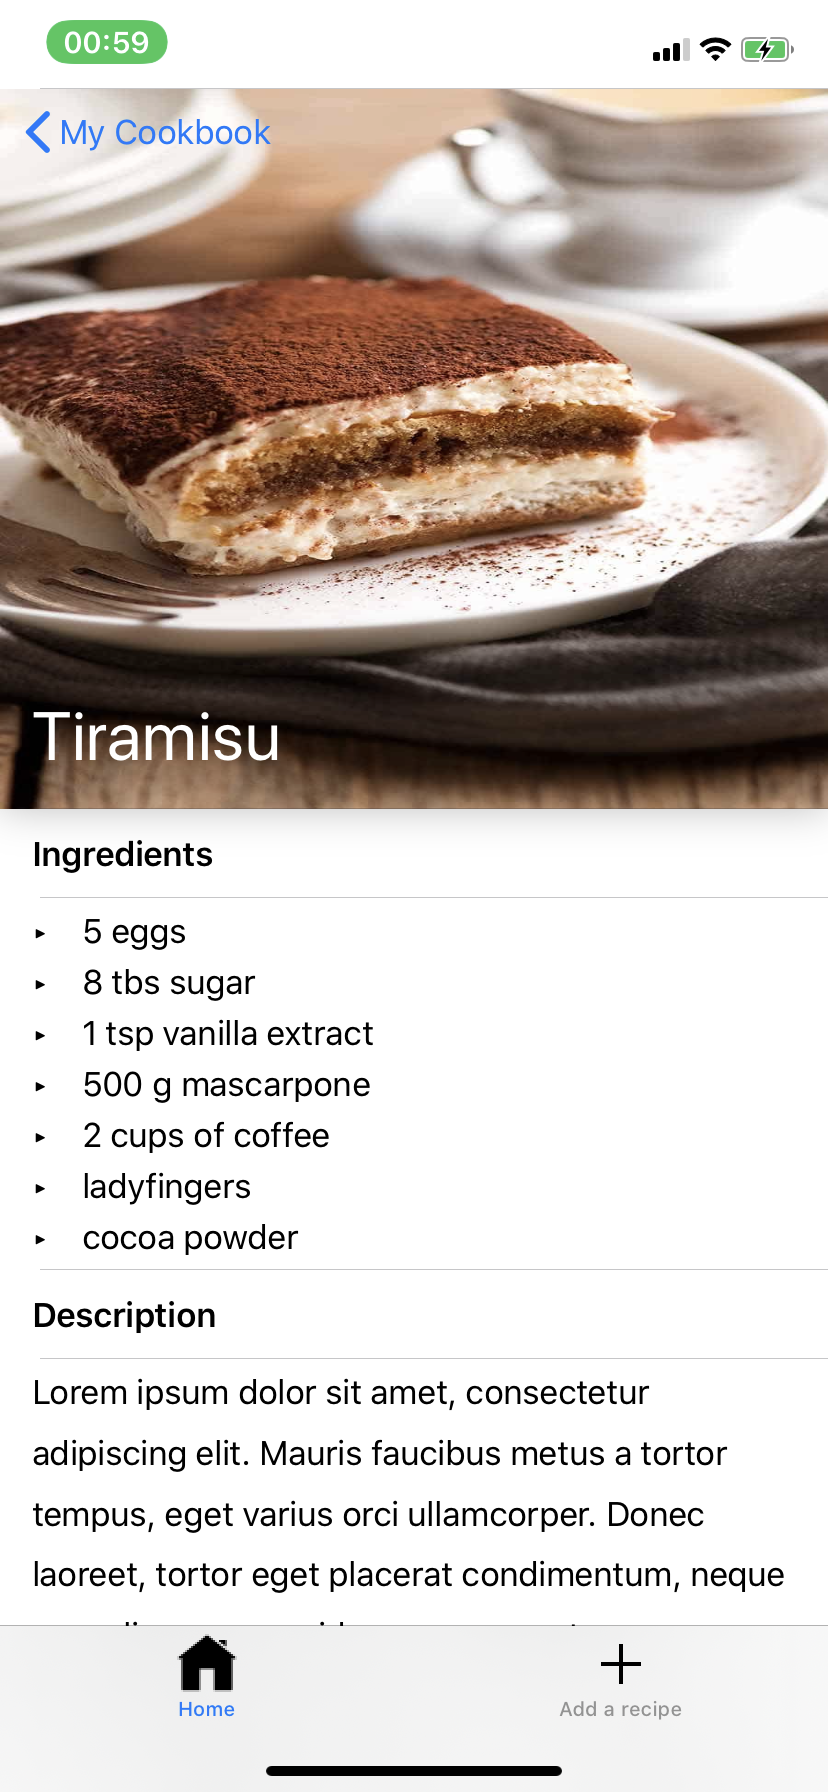 00:59
My Cookbook
Tiramisu
Ingredients
▸ 5 eggs
▸ 8 tbs sugar
▸ 1 tsp vanilla extract
▸ 500 g mascarpone
▸ 2 cups of coffee
▸ ladyfingers
▸ cocoa powder
Description
Lorem ipsum dolor sit amet, consectetur
adipiscing elit. Mauris faucibus metus a tortor
tempus, eget varius orci ullamcorper. Donec
laoreet, tortor eget placerat condimentum, neque
Home
Add a recipe